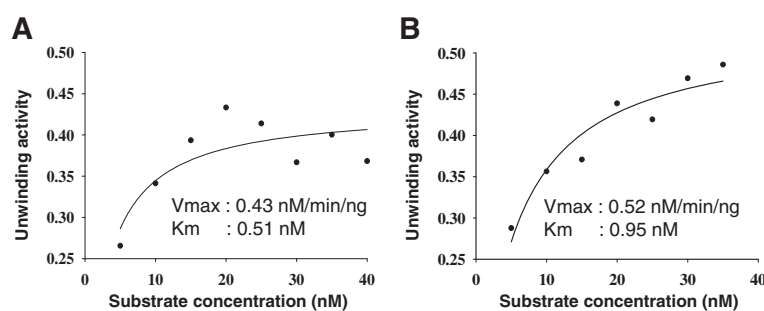 A
Unwinding activity
0.50
0.45
0.40
0.35
0.30
0.25
Vmax : 0.43 nM/min/ng
Km : 0.51 nM
0 10 20 30 40
Substrate concentration (nM)
B
Unwinding activity
0.50
0.45
0.40
0.35
0.30
0.25
Vmax : 0.52 nM/min/ng
Km : 0.95 nM
0 10 20 30 40
Substrate concentration (nM)